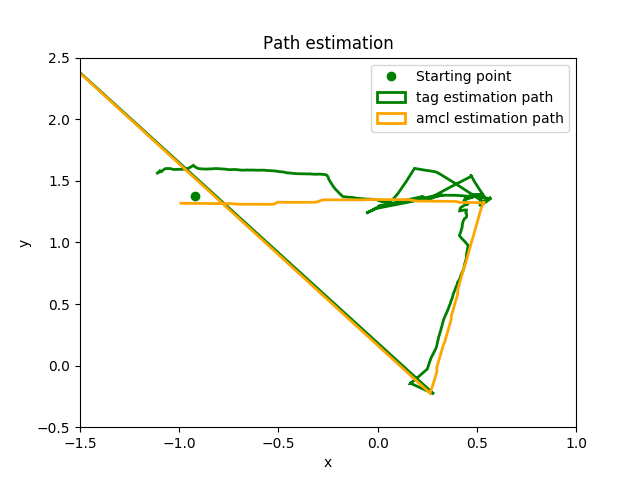 Path estimation
Starting point
tag estimation path
amcl estimation path
2.5
2.0
1.5
1.0
0.5
0.0
−0.5
y
−1.5 −1.0 −0.5 0.0 0.5 1.0
x